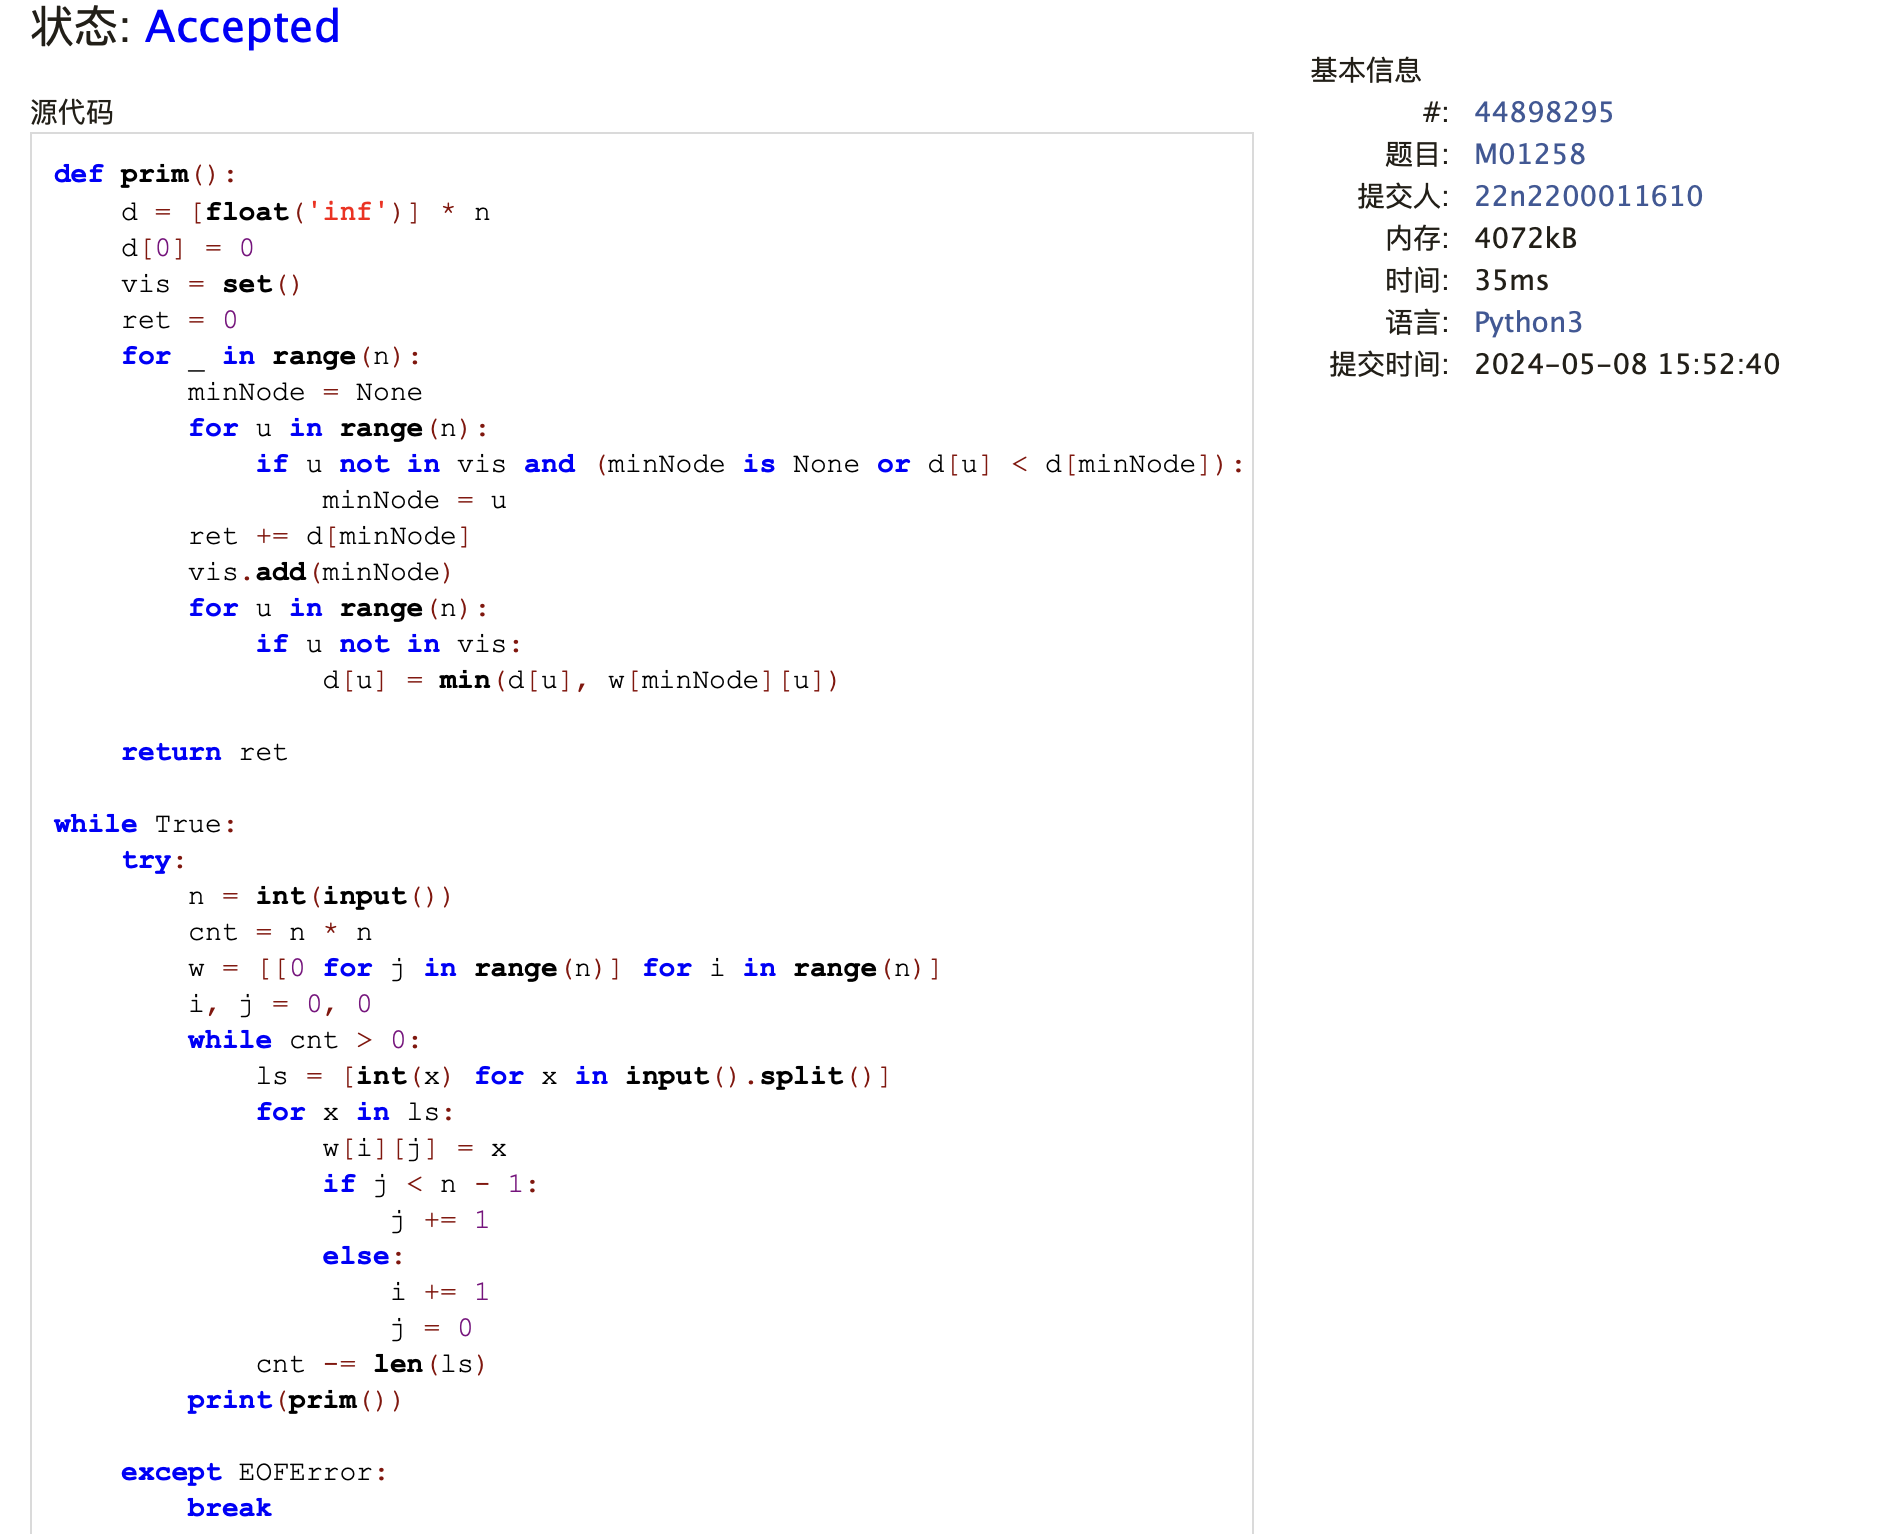 状态: Accepted
源代码
def prim():
    d = [float('inf')] * n
    d[0] = 0
    vis = set()
    ret = 0
    for _ in range(n):
        minNode = None
        for u in range(n):
            if u not in vis and (minNode is None or d[u] < d[minNode]):
                minNode = u
        ret += d[minNode]
        vis.add(minNode)
        for u in range(n):
            if u not in vis:
                d[u] = min(d[u], w[minNode][u])

    return ret

while True:
    try:
        n = int(input())
        cnt = n * n
        w = [[0 for j in range(n)] for i in range(n)]
        i, j = 0, 0
        while cnt > 0:
            ls = [int(x) for x in input().split()]
            for x in ls:
                w[i][j] = x
                if j < n - 1:
                    j += 1
                else:
                    i += 1
                    j = 0
            cnt -= len(ls)
        print(prim())

    except EOFError:
        break
基本信息
#: 44898295
题目: M01258
提交人: 22n2200011610
内存: 4072kB
时间: 35ms
语言: Python3
提交时间: 2024-05-08 15:52:40